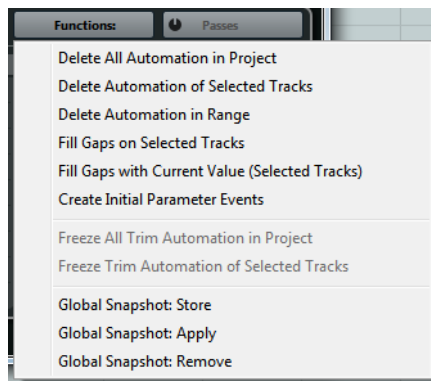 Functions: Passes
Delete All Automation in Project
Delete Automation of Selected Tracks
Delete Automation in Range
Fill Gaps on Selected Tracks
Fill Gaps with Current Value (Selected Tracks)
Create Initial Parameter Events
Freeze All Trim Automation in Project
Freeze Trim Automation of Selected Tracks
Global Snapshot: Store
Global Snapshot: Apply
Global Snapshot: Remove